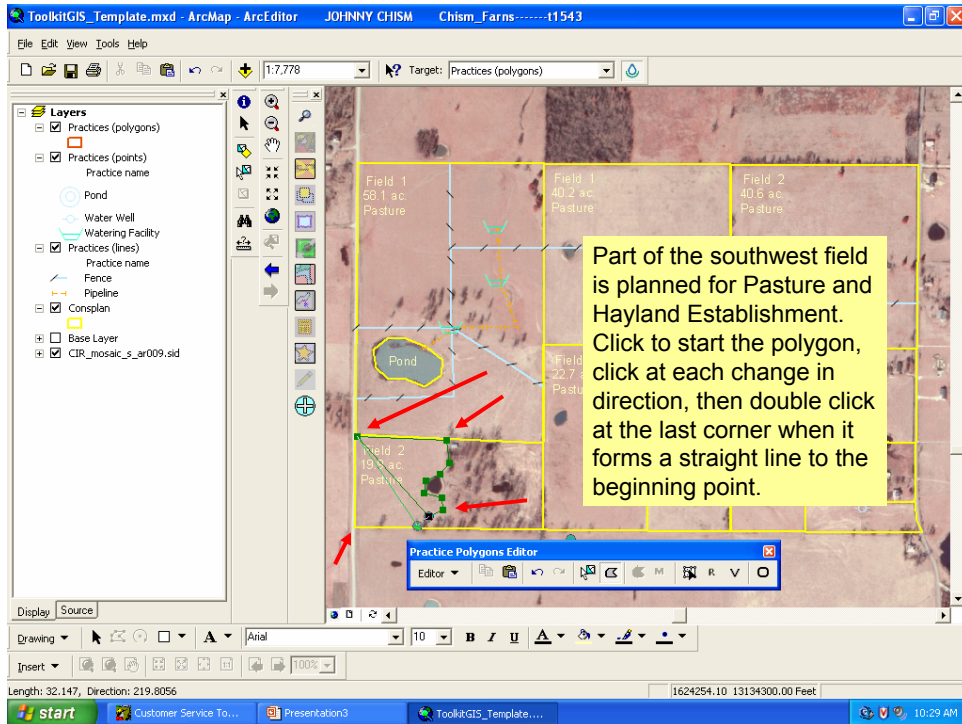 ToolkitGIS_Template.mxd - ArcMap - ArcEditor JOHNNY CHISM Chism_Farns-------t1543
File Edit View Tools Help
1:7,778 Target: Practices (polygons)
Layers
Practices (polygons)
Practices (points)
Practice name
Pond
Water Well
Watering Facility
Practices (lines)
Practice name
Fence
Pipeline
Consplan
Base Layer
CIR_mosaic_s_ar009.sid
Field 1
58.1 ac.
Pasture
Field 1
40.2 ac.
Pasture
Field 2
40.6 ac.
Pasture
Pond
Field
22.7 a
Pastu
Field 2
19.9 ac.
Pasture
Part of the southwest field
is planned for Pasture and
Hayland Establishment.
Click to start the polygon,
click at each change in
direction, then double click
at the last corner when it
forms a straight line to the
beginning point.
Practice Polygons Editor
Editor M R V
Display Source
Drawing A Arial 10 B I U A
Insert 100%
Length: 32.147, Direction: 219.8056 1624254.10 13134300.00 Feet
start Customer Service To... Presentation3 ToolkitGIS_Template.... 10:29 AM